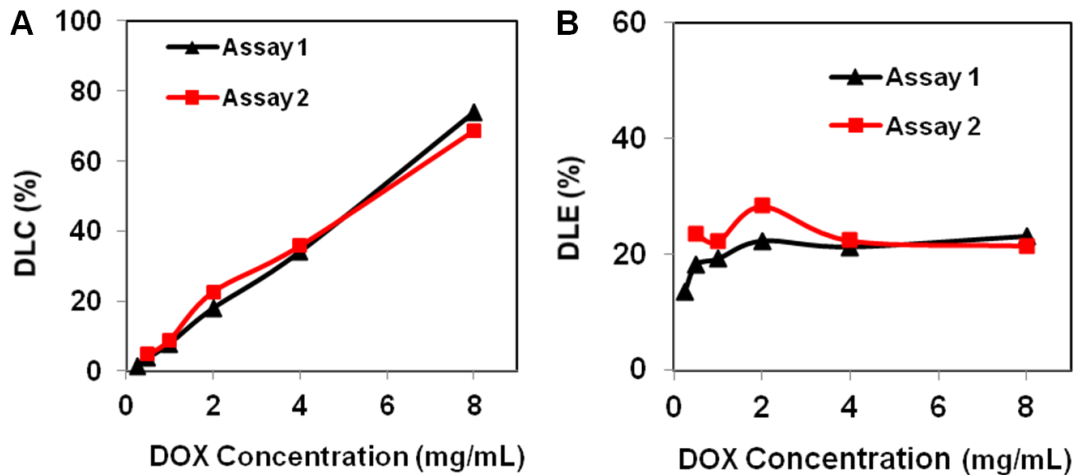 A
100
80
60
40
20
0
DLC (%)
Assay 1
Assay 2
0 2 4 6 8
DOX Concentration (mg/mL)
B
60
40
20
0
DLE (%)
Assay 1
Assay 2
0 2 4 6 8
DOX Concentration (mg/mL)